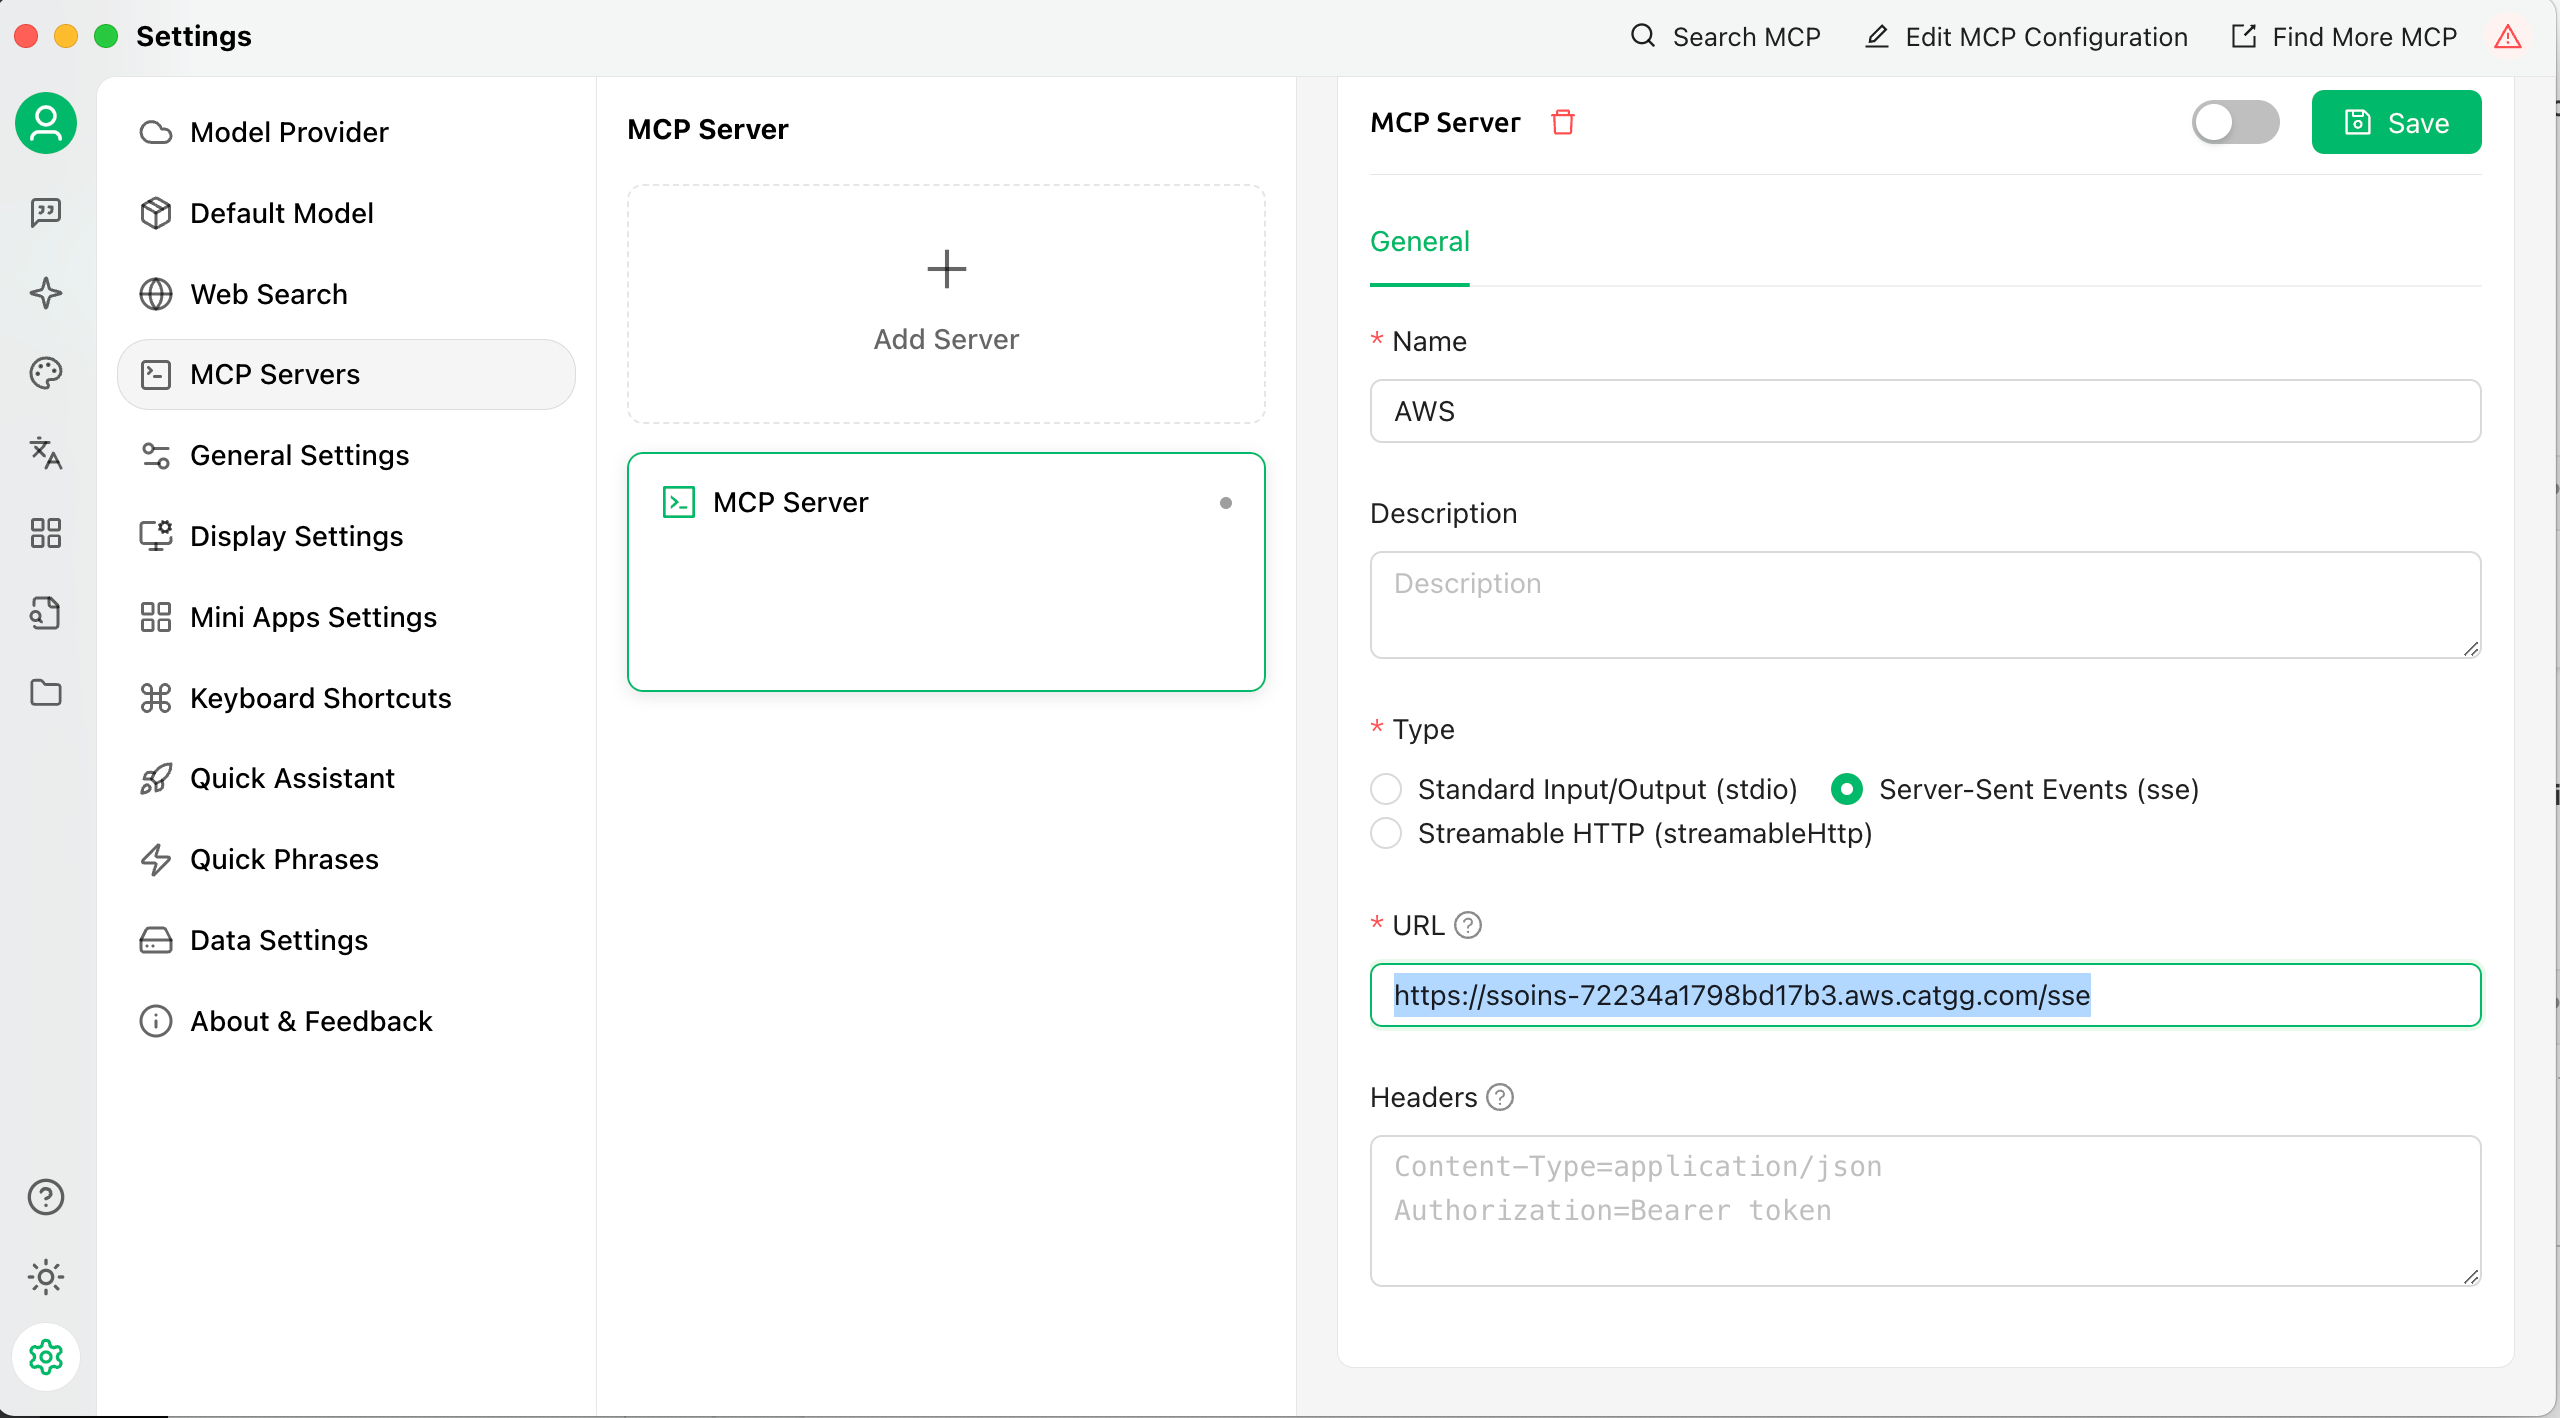 Settings
Search MCP
Edit MCP Configuration
Find More MCP
Model Provider
Default Model
Web Search
MCP Servers
General Settings
Display Settings
Mini Apps Settings
Keyboard Shortcuts
Quick Assistant
Quick Phrases
Data Settings
About & Feedback
MCP Server
Add Server
MCP Server
MCP Server
Save
General
* Name
AWS
Description
Description
* Type
Standard Input/Output (stdio)
Server-Sent Events (sse)
Streamable HTTP (streamableHttp)
* URL
https://ssoins-72234a1798bd17b3.aws.catgg.com/sse
Headers
Content-Type=application/json
Authorization=Bearer token